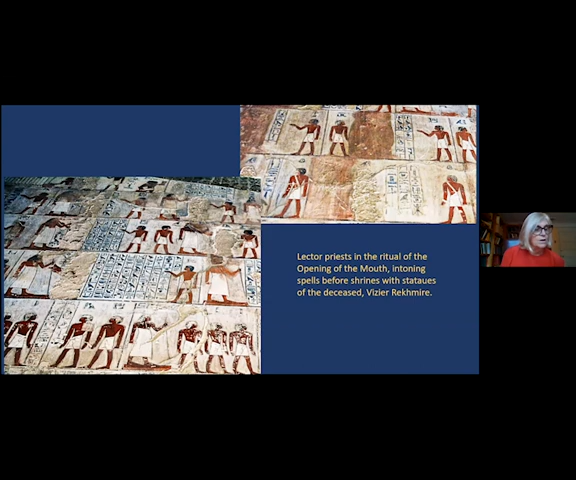 Lector priests in the ritual of the
Opening of the Mouth, intoning
spells before shrines with stataues
of the deceased, Vizier Rekhmire.